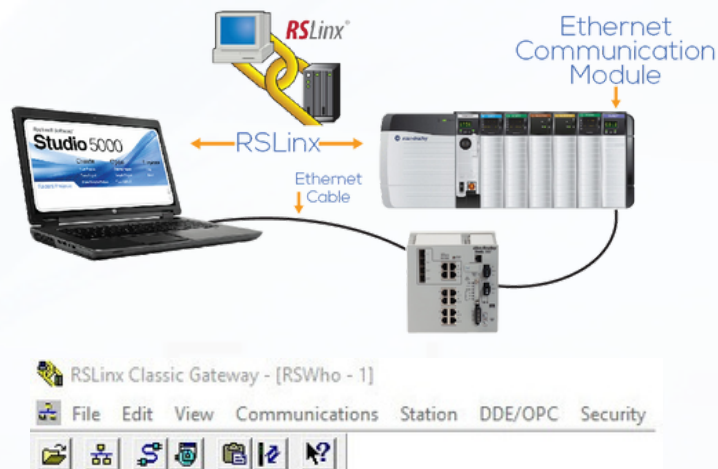 RSLinx®
Ethernet
Communication
Module
Studio 5000
RSLinx
Ethernet
Cable
RSLinx Classic Gateway - [RSWho - 1]
File Edit View Communications Station DDE/OPC Security